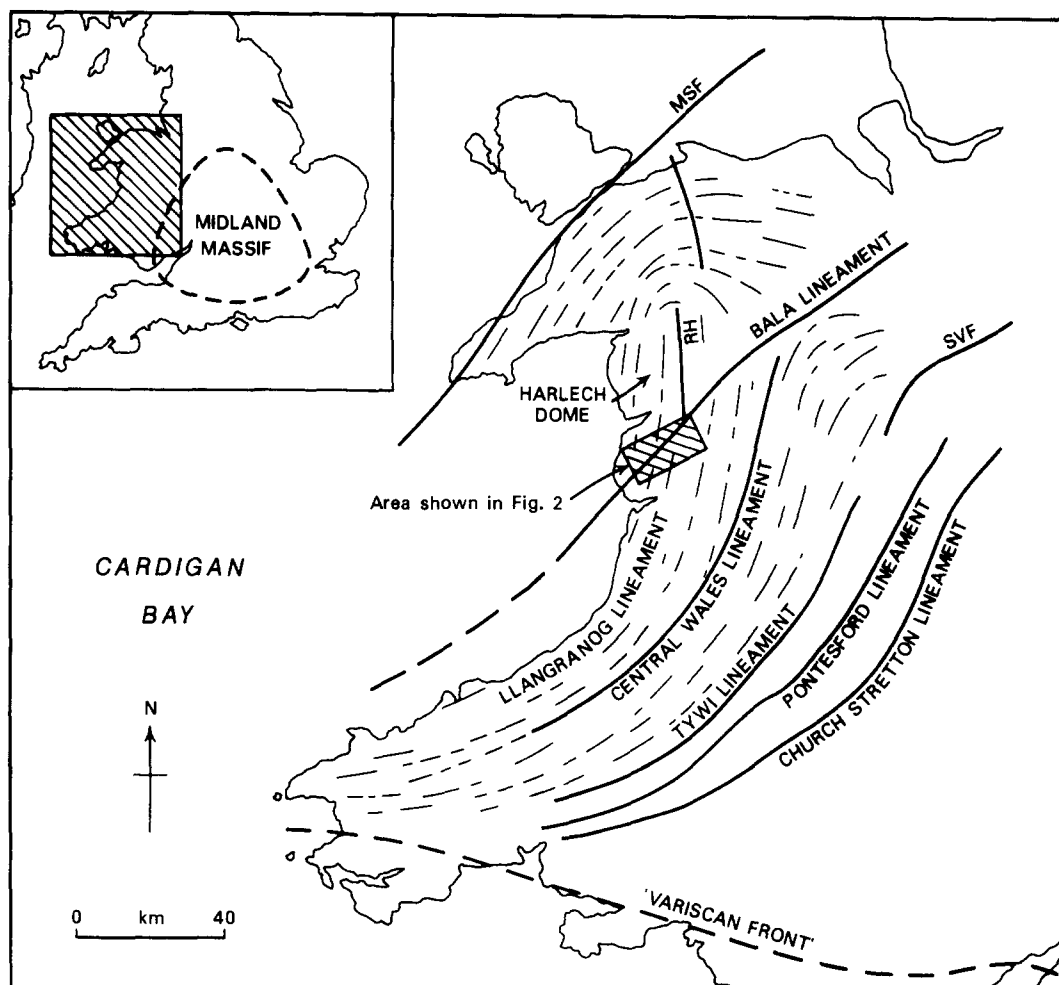 MIDLAND
MASSIF
MSF
BALA LINEAMENT
SVF
RH
HARLECH
DOME
Area shown in Fig. 2
CARDIGAN
BAY
LLANGRANOG LINEAMENT
CENTRAL WALES LINEAMENT
TYWI LINEAMENT
PONTESFORD LINEAMENT
CHURCH STRETTON LINEAMENT
N
0 km 40
'VARISCAN FRONT'